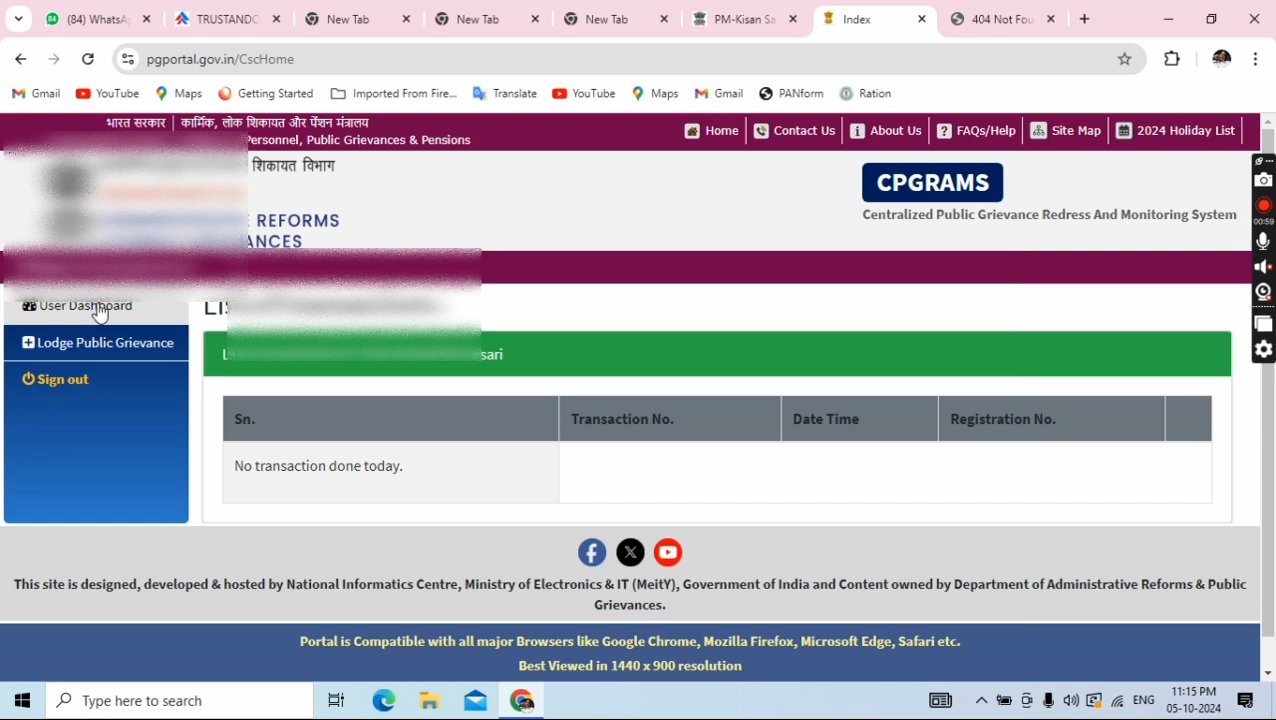 (84) WhatsA
TRUSTAND
New Tab
New Tab
New Tab
PM-Kisan Sa
Index
404 Not Fou
pgportal.gov.in/CscHome
Gmail
YouTube
Maps
Getting Started
Imported From Fire...
Translate
YouTube
Maps
Gmail
PANform
Ration
भारत सरकार | कार्मिक, लोक शिकायत और पेंशन मंत्रालय
Personnel, Public Grievances & Pensions
Home
Contact Us
About Us
FAQs/Help
Site Map
2024 Holiday List
शिकायत विभाग
REFORMS
CPGRAMS
Centralized Public Grievance Redress And Monitoring System
00:59
User Dashboard
Lodge Public Grievance
Sign out
Sn.
Transaction No.
Date Time
Registration No.
No transaction done today.
This site is designed, developed & hosted by National Informatics Centre, Ministry of Electronics & IT (MeitY), Government of India and Content owned by Department of Administrative Reforms & Public
Grievances.
Portal is Compatible with all major Browsers like Google Chrome, Mozilla Firefox, Microsoft Edge, Safari etc.
Best Viewed in 1440 x 900 resolution
Type here to search
ENG
11:15 PM
05-10-2024